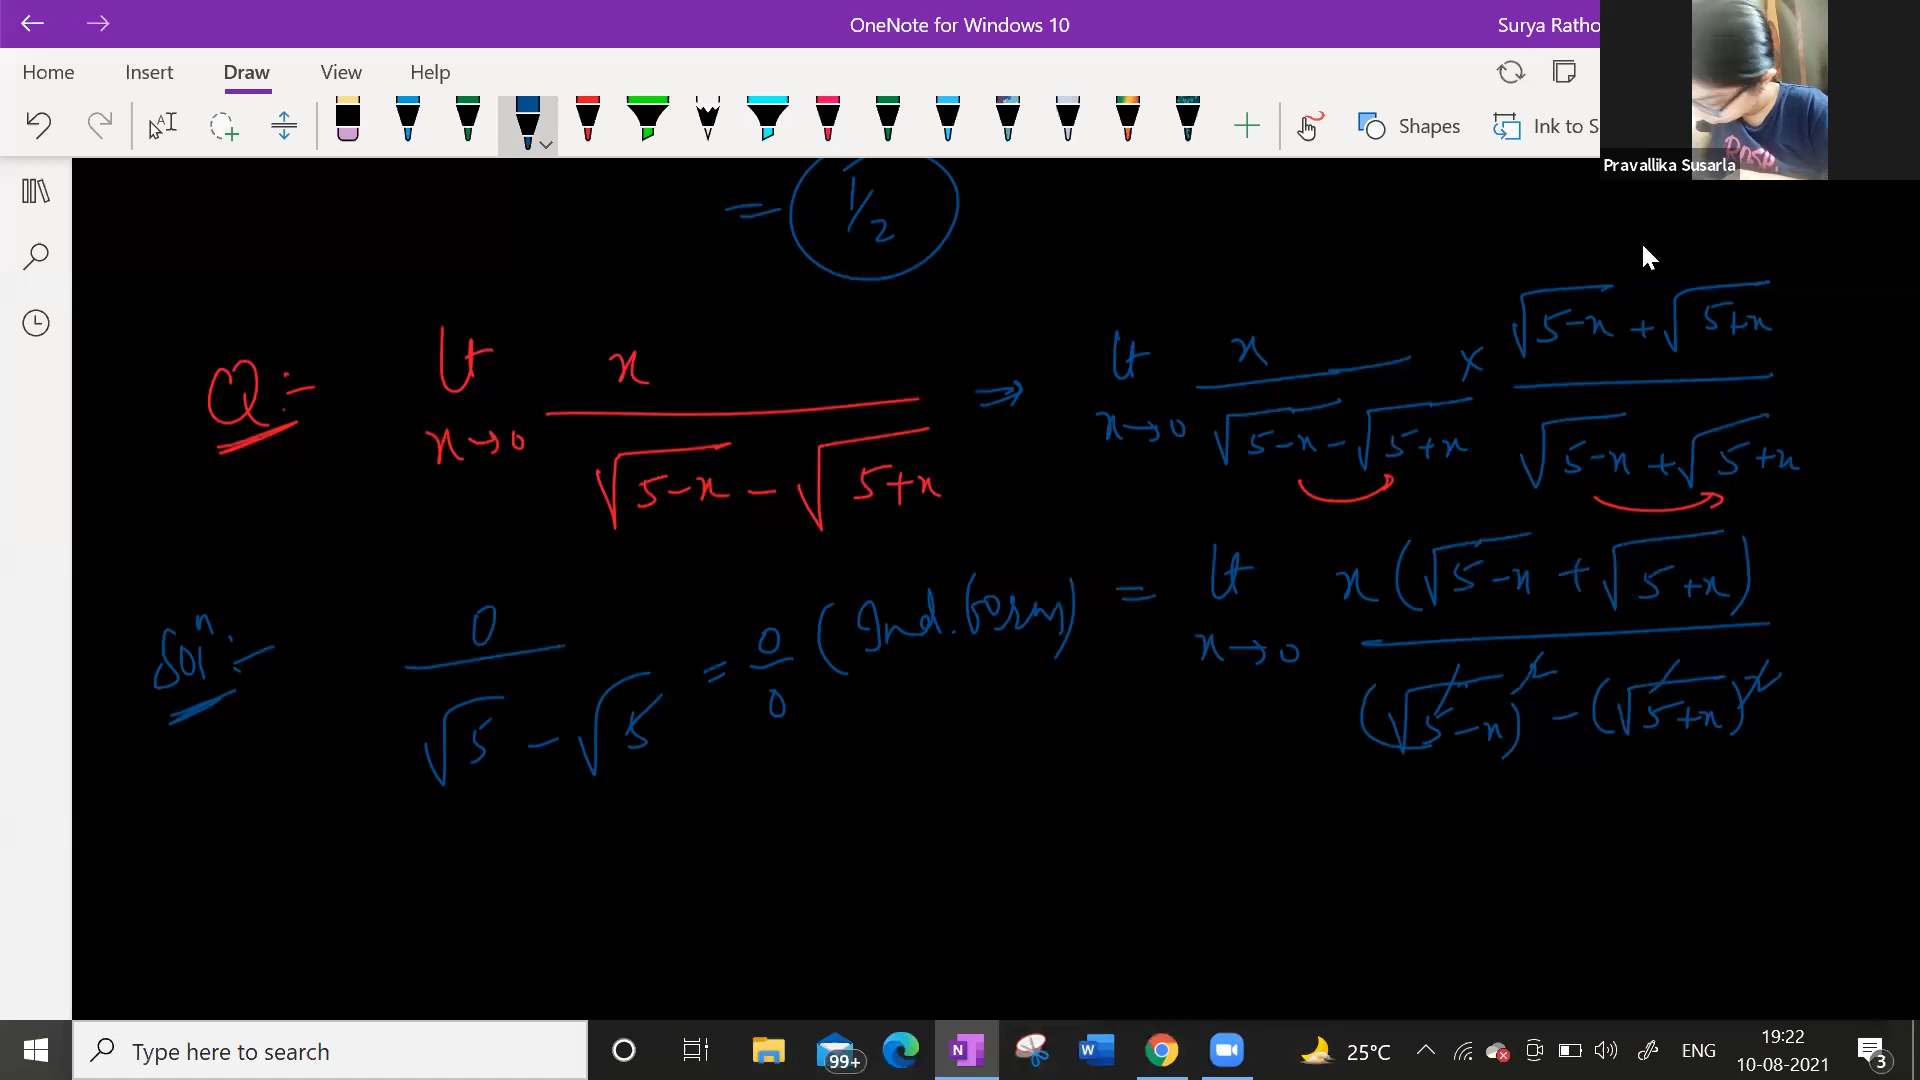 OneNote for Windows 10
Surya Ratho
Home Insert Draw View Help
Shapes
Ink to S
Pravallika Susarla
= 1/2
Q:- lt x→0 x / √5-x - √5+x ⇒ lt x→0 x / √5-x - √5+x × √5-x + √5+x / √5-x + √5+x
Solⁿ:- 0 / √5 - √5 = 0/0 (Ind. form) = lt x→0 x(√5-x + √5+x) / (√5-x)² - (√5+x)²
Type here to search
99+
N
W
25°C
ENG
19:22
10-08-2021
3